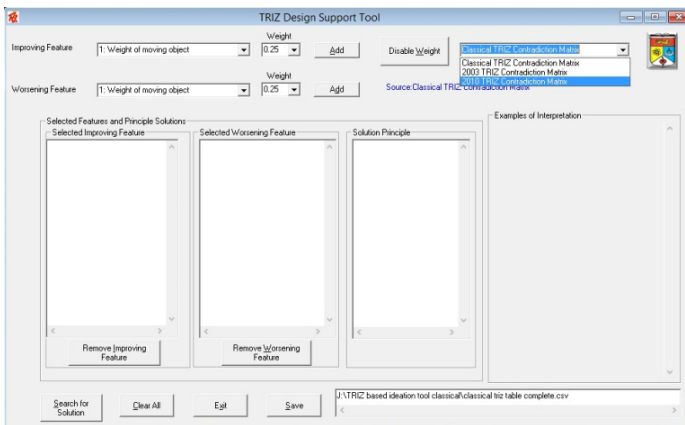 TRIZ Design Support Tool
Weight
Improving Feature 1: Weight of moving object 0.25 Add Disable Weight Classical TRIZ Contradiction Matrix
Classical TRIZ Contradiction Matrix
2003 TRIZ Contradiction Matrix
2010 TRIZ Contradiction Matrix
Weight
Worsening Feature 1: Weight of moving object 0.25 Add Source:Classical TRIZ Contradiction Matrix
Selected Features and Principle Solutions Examples of Interpretation
Selected Improving Feature Selected Worsening Feature Solution Principle
Remove Improving Feature Remove Worsening Feature
Search for Solution Clear All Exit Save J:\TRIZ based ideation tool classical\classical triz table complete.csv